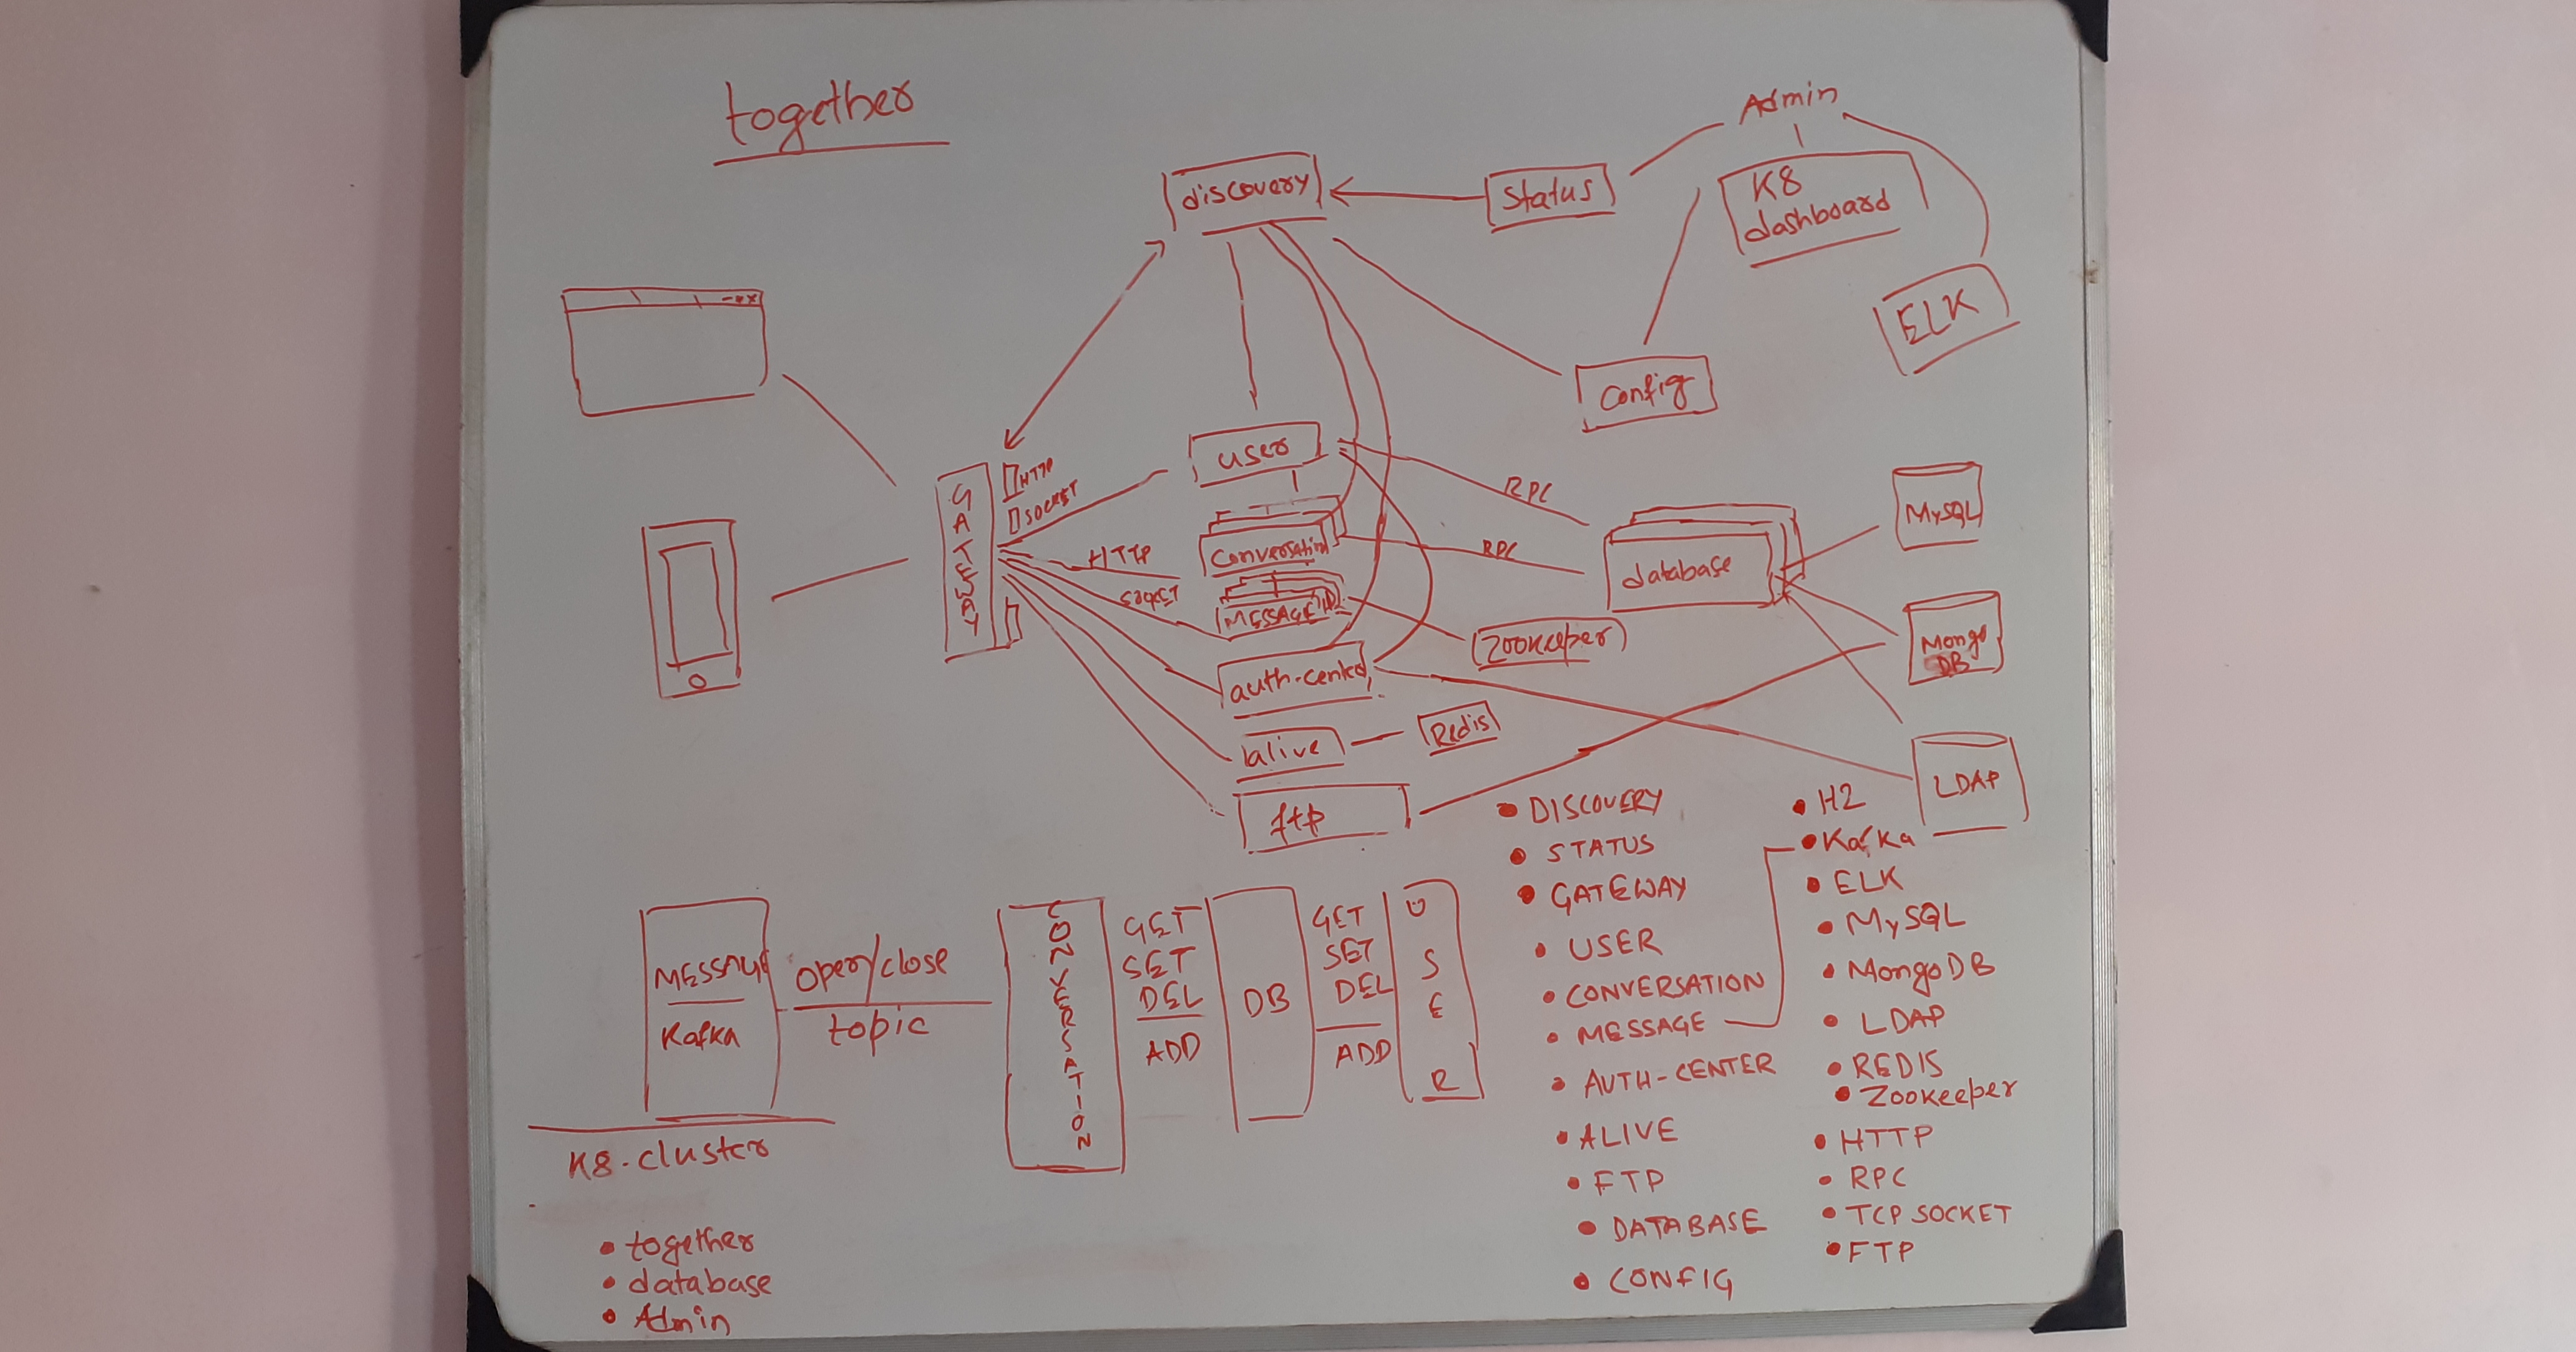 together
Admin
discovery
Status
K8
dashboard
ELK
config
GATEWAY
HTTP
SOCKET
user
RPC
HTTP
conversation
RPC
database
MySQL
SOCKET
MESSAGE
Zookeeper
Mongo
DB
auth-center
alive
Redis
LDAP
ftp
MESSAGE
Kafka
open/close
topic
CONVERSATION
GET
SET
DEL
ADD
DB
GET
SET
DEL
ADD
USER
K8-cluster
• together
• database
• Admin
• DISCOVERY
• STATUS
• GATEWAY
• USER
• CONVERSATION
• MESSAGE
• AUTH-CENTER
• ALIVE
• FTP
• DATABASE
• CONFIG
• H2
• Kafka
• ELK
• MySQL
• MongoDB
• LDAP
• REDIS
• Zookeeper
• HTTP
• RPC
• TCP SOCKET
• FTP